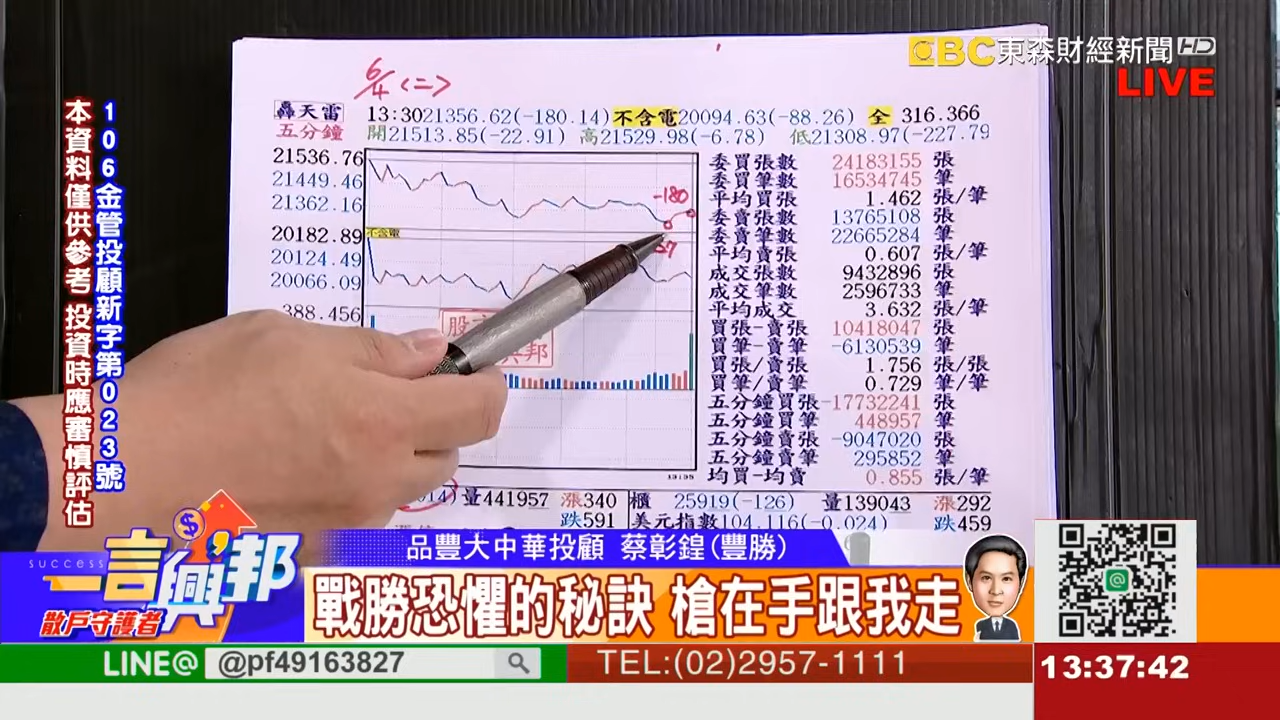 EBC 東森財經新聞 HD
LIVE
106金管投顧新字第023號
本資料僅供參考 投資時應審慎評估
6/4 <二>
轟天雷 13:30 21356.62(-180.14) 不含電 20094.63(-88.26) 全 316.366
五分鐘 開21513.85(-22.91) 高21529.98(-6.78) 低21308.97(-227.79
21536.76
21449.46
21362.16
20182.89 不含電
20124.49
20066.09
388.456
-180
13:35
委買張數 24183155 張
委買筆數 16534745 筆
平均買張 1.462 張/筆
委賣張數 13765108 張
委賣筆數 22665284 筆
平均賣張 0.607 張/筆
成交張數 9432896 張
成交筆數 2596733 筆
平均成交 3.632 張/筆
買張-賣張 10418047 張
買筆-賣筆 -6130539 筆
買張/賣張 1.756 張/張
買筆/賣筆 0.729 筆/筆
五分鐘買張-17732241 張
五分鐘買筆 448957 筆
五分鐘賣張 -9047020 張
五分鐘賣筆 295852 筆
均買-均賣 0.855 張/筆
量441957 漲340 櫃 25919(-126) 量139043 漲292
跌591 美元指數104.116(-0.024) 跌459
success
一言興邦
散戶守護者
品豐大中華投顧 蔡彰鍠(豐勝)
戰勝恐懼的秘訣 槍在手跟我走
LINE@ @pf49163827 TEL:(02)2957-1111
13:37:42